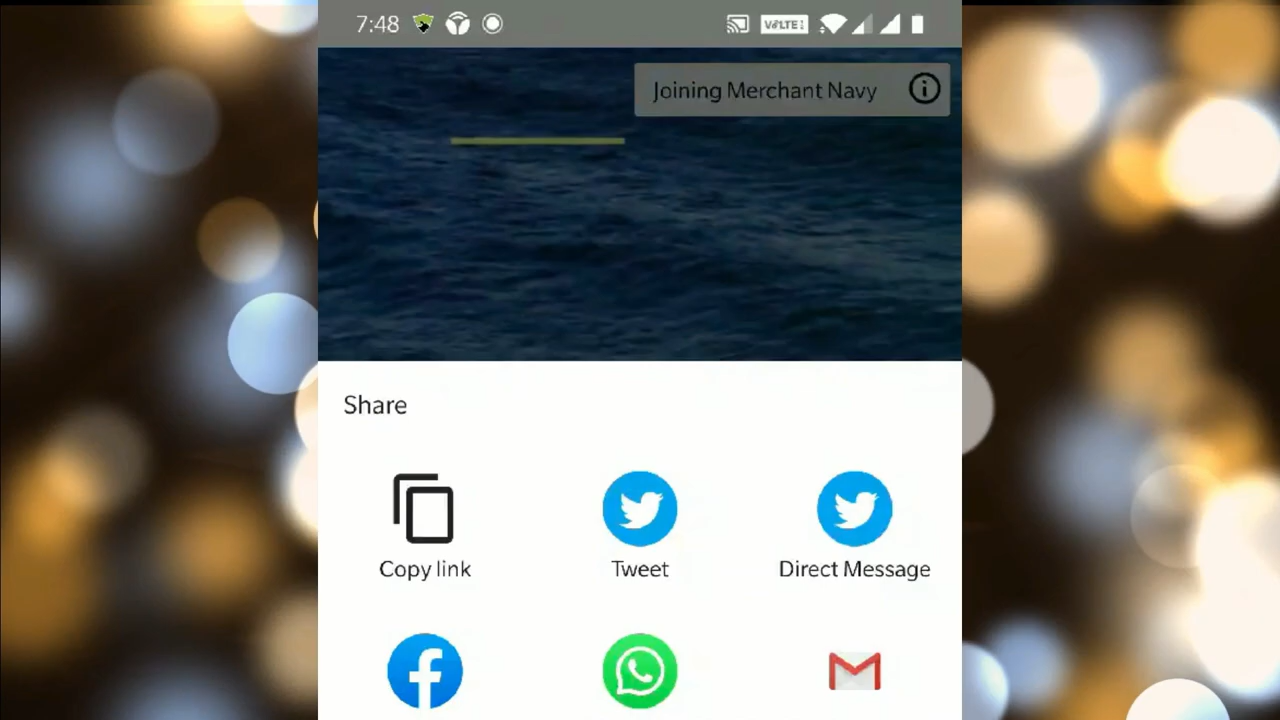 7:48
VoLTE
Joining Merchant Navy
Share
Copy link
Tweet
Direct Message